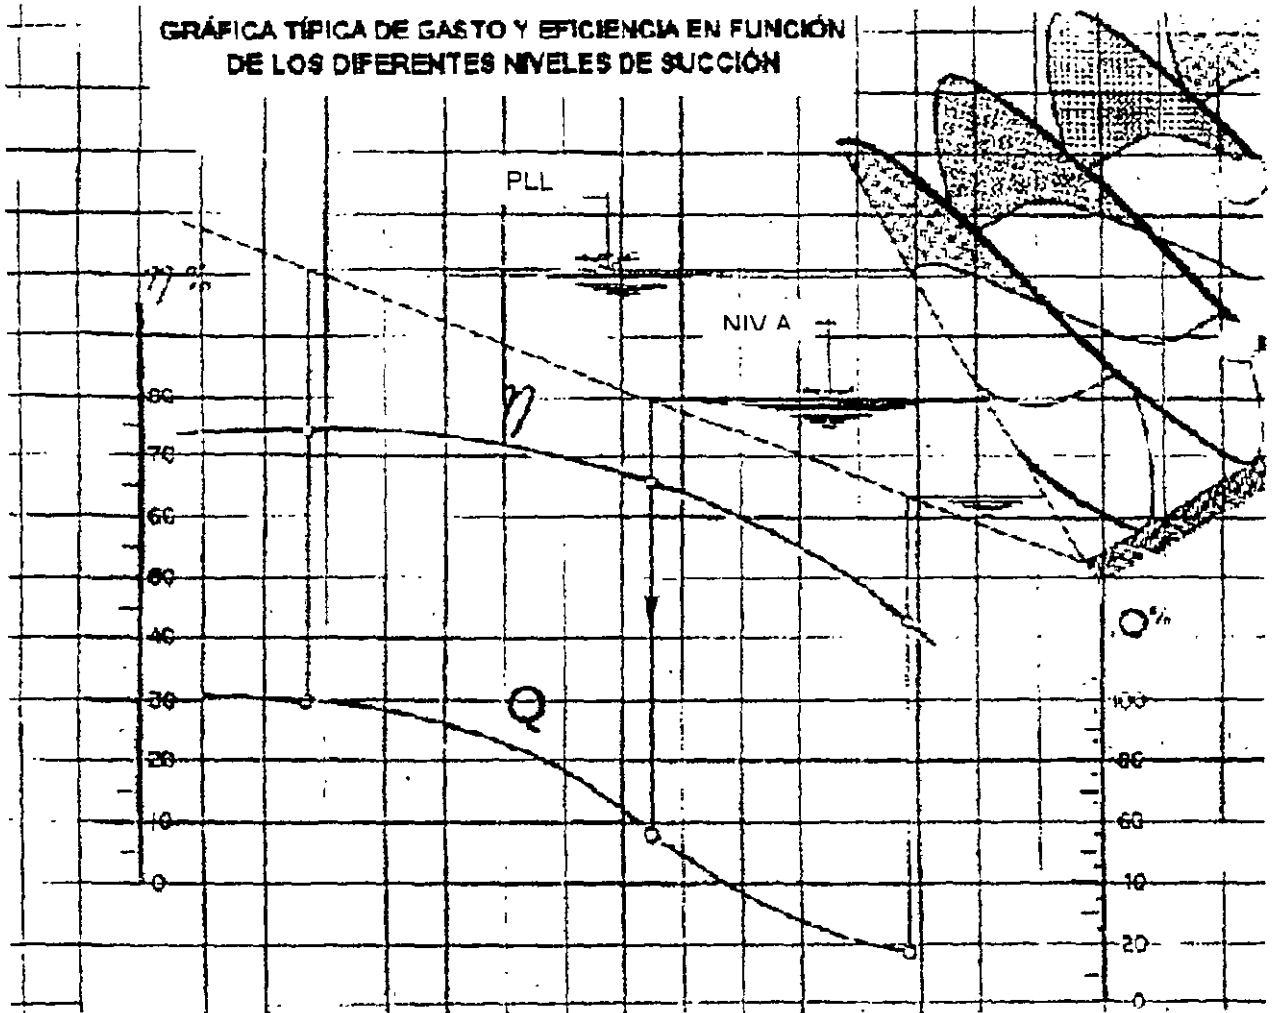 GRÁFICA TÍPICA DE GASTO Y EFICIENCIA EN FUNCIÓN
DE LOS DIFERENTES NIVELES DE SUCCIÓN
PLL
η %
NIV A
80
η
70
60
50
40
Q %
30
Q
100
20
80
10
60
0
10
20
0